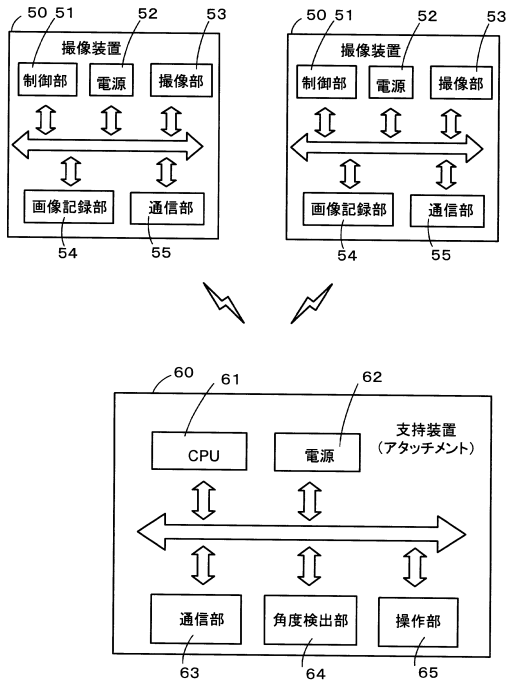 50
51
52
53
撮像装置
制御部
電源
撮像部
画像記録部
通信部
54
55
50
51
52
53
撮像装置
制御部
電源
撮像部
画像記録部
通信部
54
55
60
61
62
支持装置
(アタッチメント)
CPU
電源
通信部
角度検出部
操作部
63
64
65